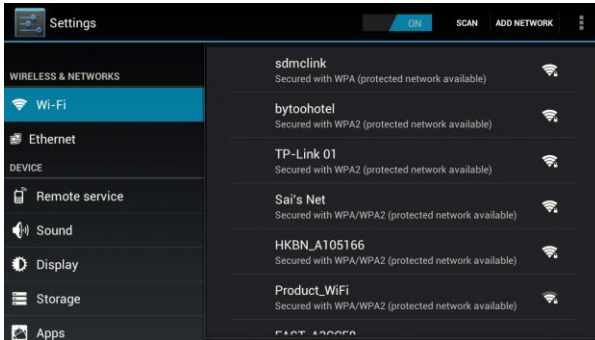 Settings
ON
SCAN
ADD NETWORK
WIRELESS & NETWORKS
Wi-Fi
Ethernet
DEVICE
Remote service
Sound
Display
Storage
Apps
sdmclink
Secured with WPA (protected network available)
bytoohotel
Secured with WPA2 (protected network available)
TP-Link 01
Secured with WPA2 (protected network available)
Sai's Net
Secured with WPA/WPA2 (protected network available)
HKBN_A105166
Secured with WPA/WPA2 (protected network available)
Product_WiFi
Secured with WPA/WPA2 (protected network available)